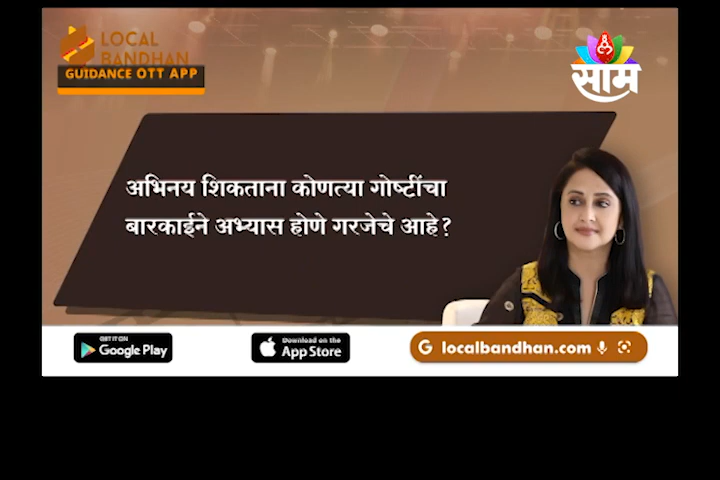 LOCAL
BANDHAN
GUIDANCE OTT APP
साम
अभिनय शिकताना कोणत्या गोष्टींचा
बारकाईने अभ्यास होणे गरजेचे आहे?
GET IT ON
Google Play
Download on the
App Store
G localbandhan.com